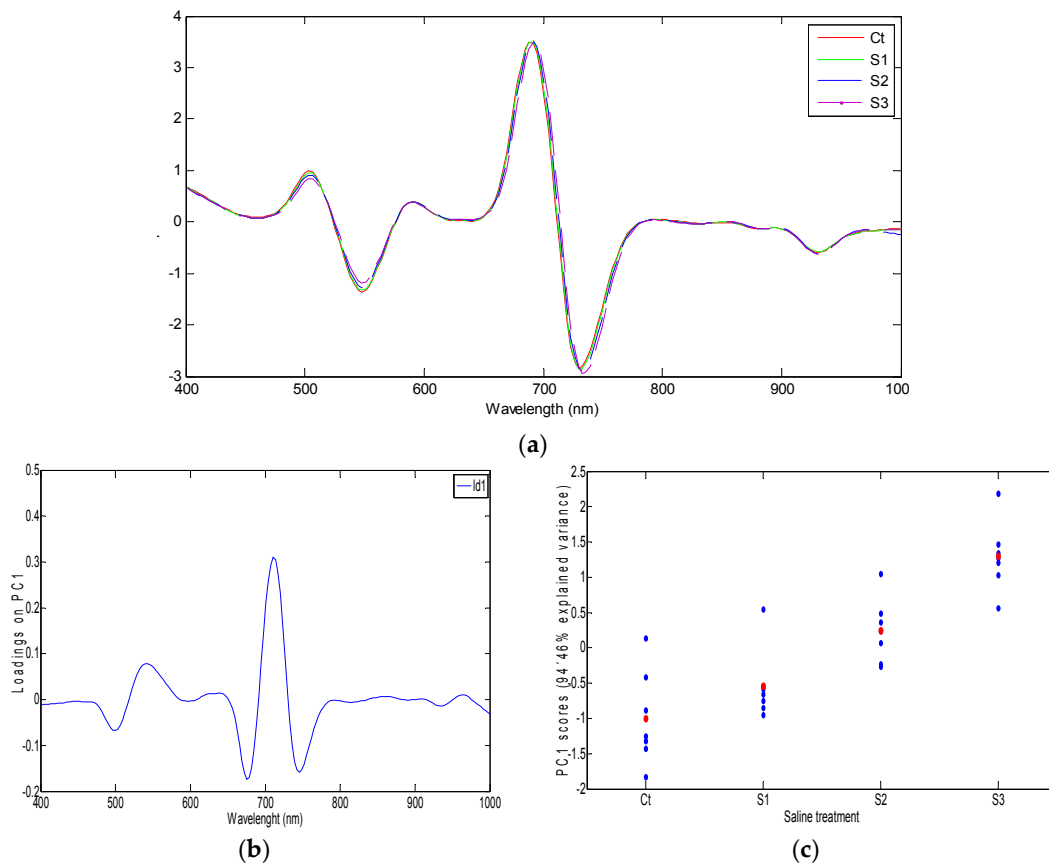 4
3
2
1
0
-1
-2
-3
Ct
S1
S2
S3
400 500 600 700 800 900 100
Wavelength (nm)
(a)
0.5
0.4
0.3
0.2
0.1
0
-0.1
-0.2
Loadings on PC1
ld1
400 500 600 700 800 900 1000
Wavelenght (nm)
(b)
2.5
2
1.5
1
0.5
0
-0.5
-1
-1.5
-2
PC1 scores (94´46% explained variance)
Ct S1 S2 S3
Saline treatment
(c)